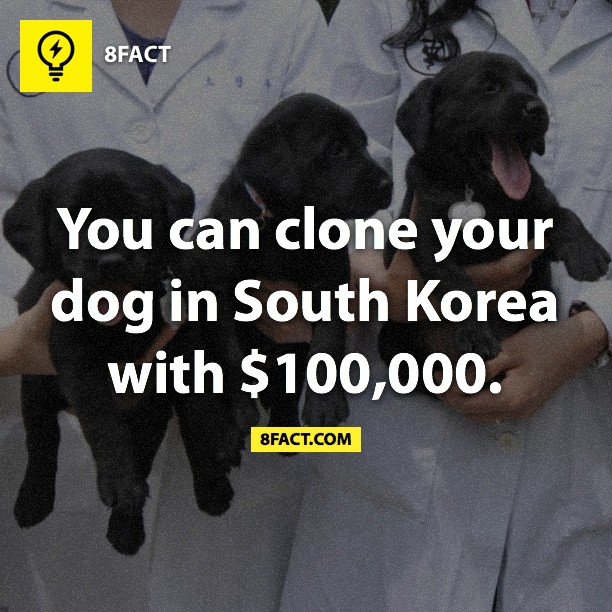 8FACT
You can clone your
dog in South Korea
with $100,000.
8FACT.COM